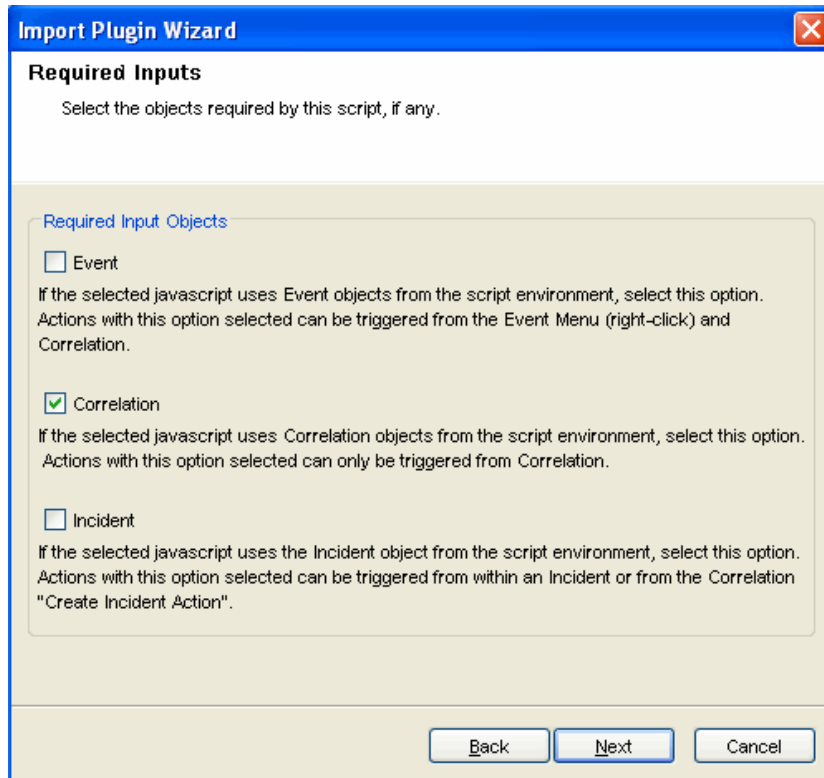 Import Plugin Wizard
Required Inputs
Select the objects required by this script, if any.
Required Input Objects
Event
If the selected javascript uses Event objects from the script environment, select this option.
Actions with this option selected can be triggered from the Event Menu (right-click) and
Correlation.
Correlation
If the selected javascript uses Correlation objects from the script environment, select this option.
Actions with this option selected can only be triggered from Correlation.
Incident
If the selected javascript uses the Incident object from the script environment, select this option.
Actions with this option selected can be triggered from within an Incident or from the Correlation
"Create Incident Action".
Back Next Cancel